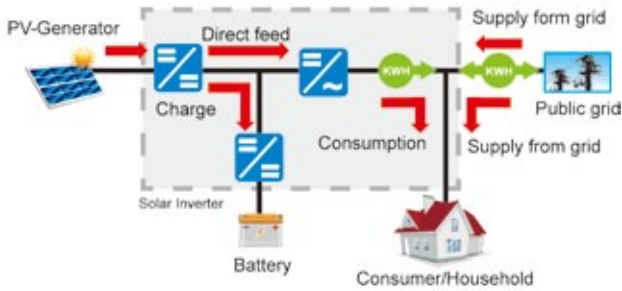 PV-Generator
Direct feed
Supply form grid
KWH
KWH
Charge
Public grid
Consumption
Supply from grid
Solar Inverter
Battery
Consumer/Household